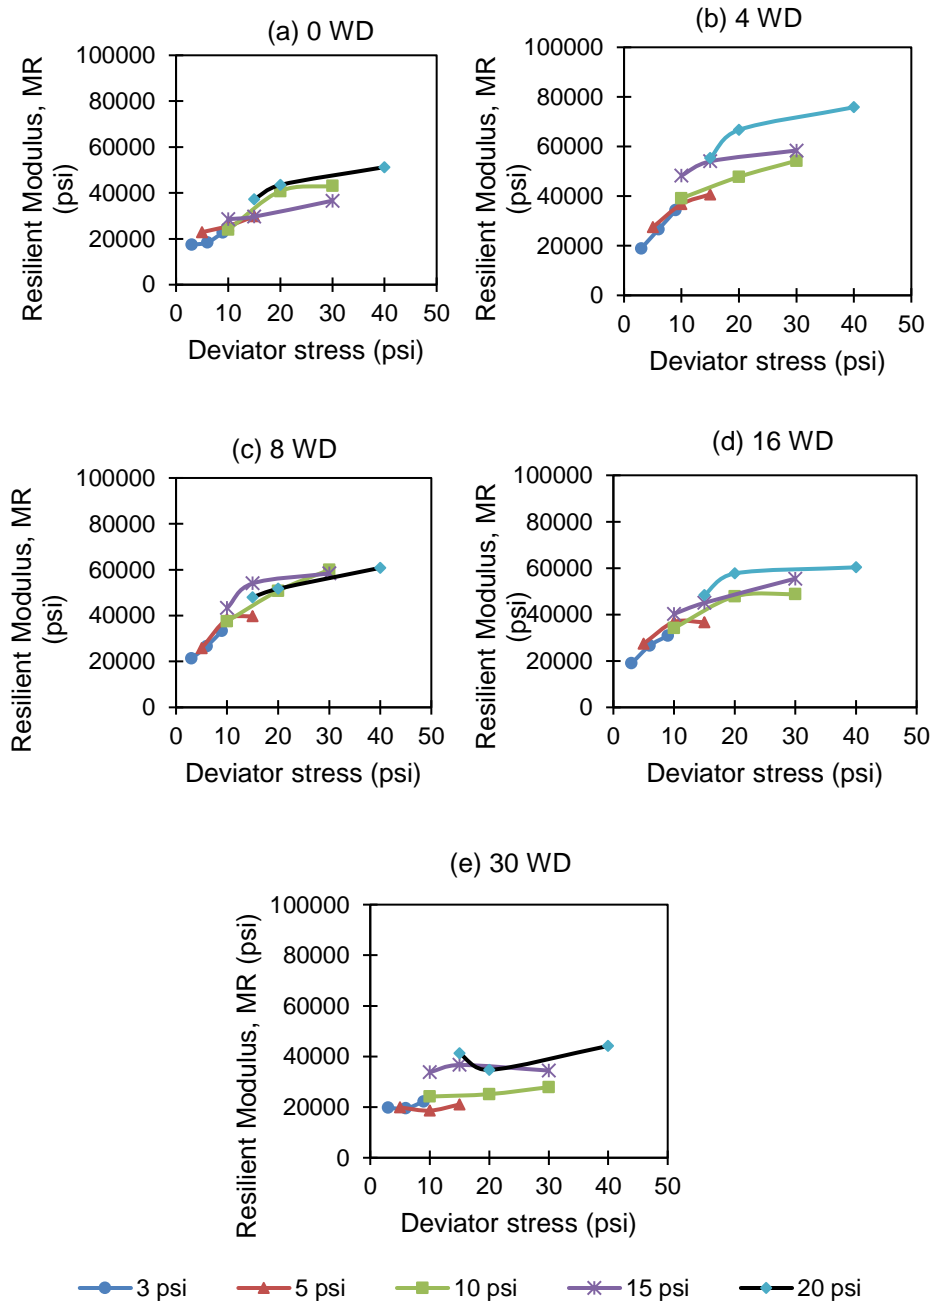 (a) 0 WD
Resilient Modulus, MR
(psi)
100000
80000
60000
40000
20000
0
0 10 20 30 40 50
Deviator stress (psi)
(b) 4 WD
Resilient Modulus, MR
(psi)
100000
80000
60000
40000
20000
0
0 10 20 30 40 50
Deviator stress (psi)
(c) 8 WD
Resilient Modulus, MR
(psi)
100000
80000
60000
40000
20000
0
0 10 20 30 40 50
Deviator stress (psi)
(d) 16 WD
Resilient Modulus, MR
(psi)
100000
80000
60000
40000
20000
0
0 10 20 30 40 50
Deviator stress (psi)
(e) 30 WD
Resilient Modulus, MR (psi)
100000
80000
60000
40000
20000
0
0 10 20 30 40 50
Deviator stress (psi)
3 psi 5 psi 10 psi 15 psi 20 psi